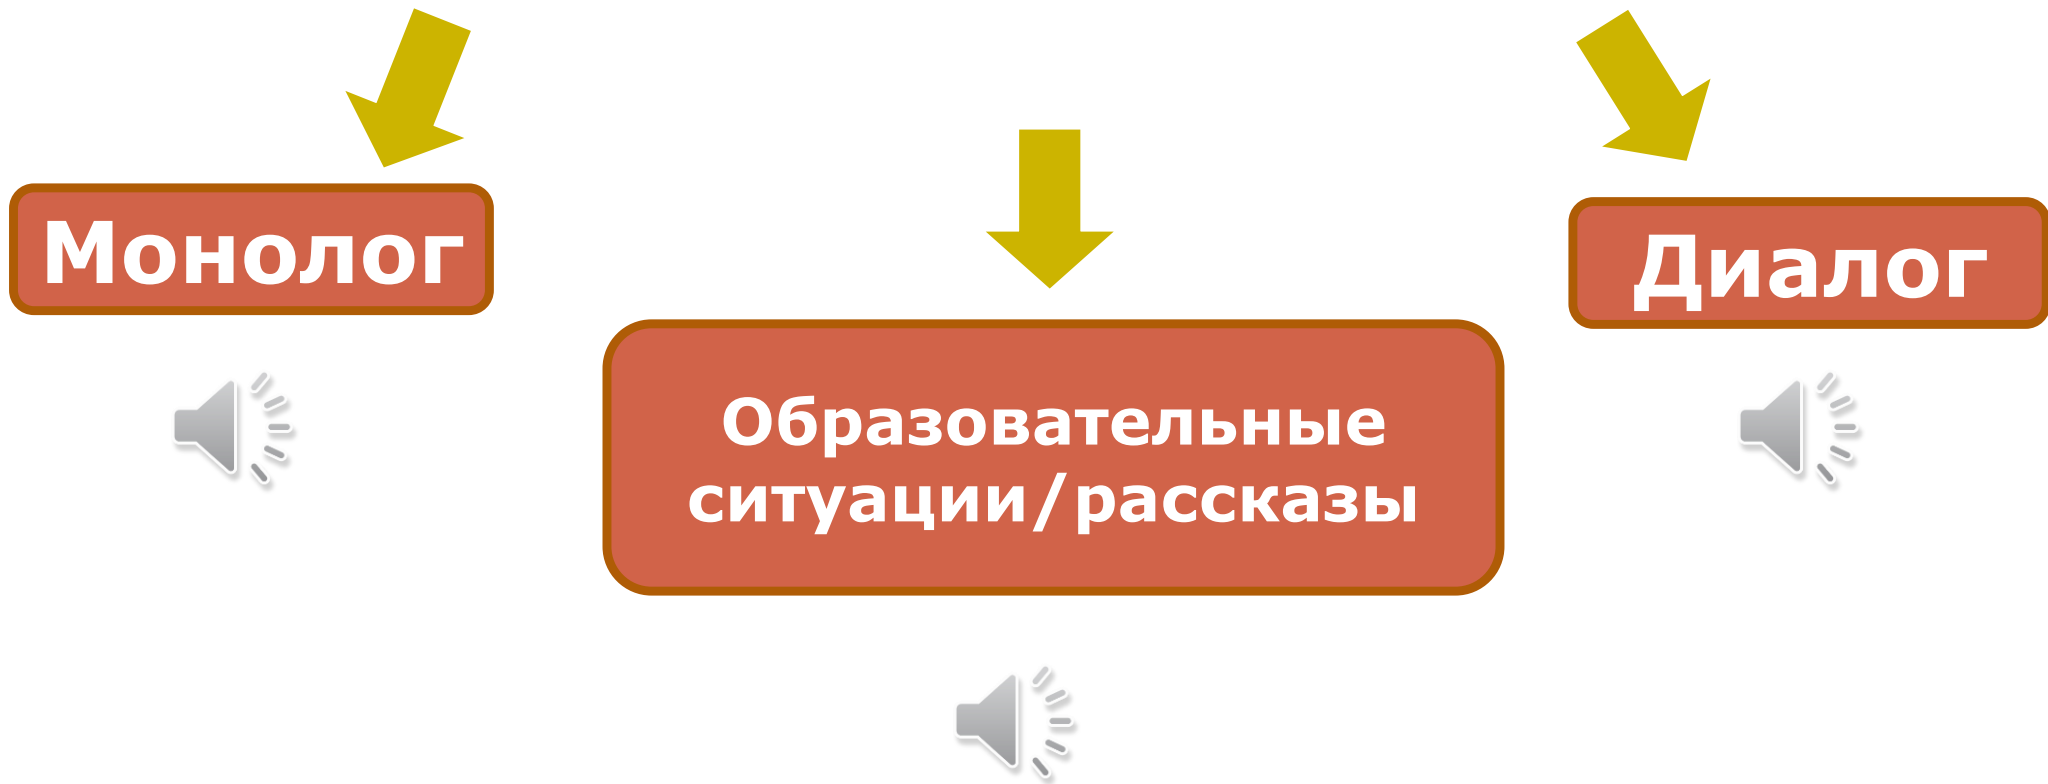 Монолог
Диалог
Образовательные
ситуации/рассказы